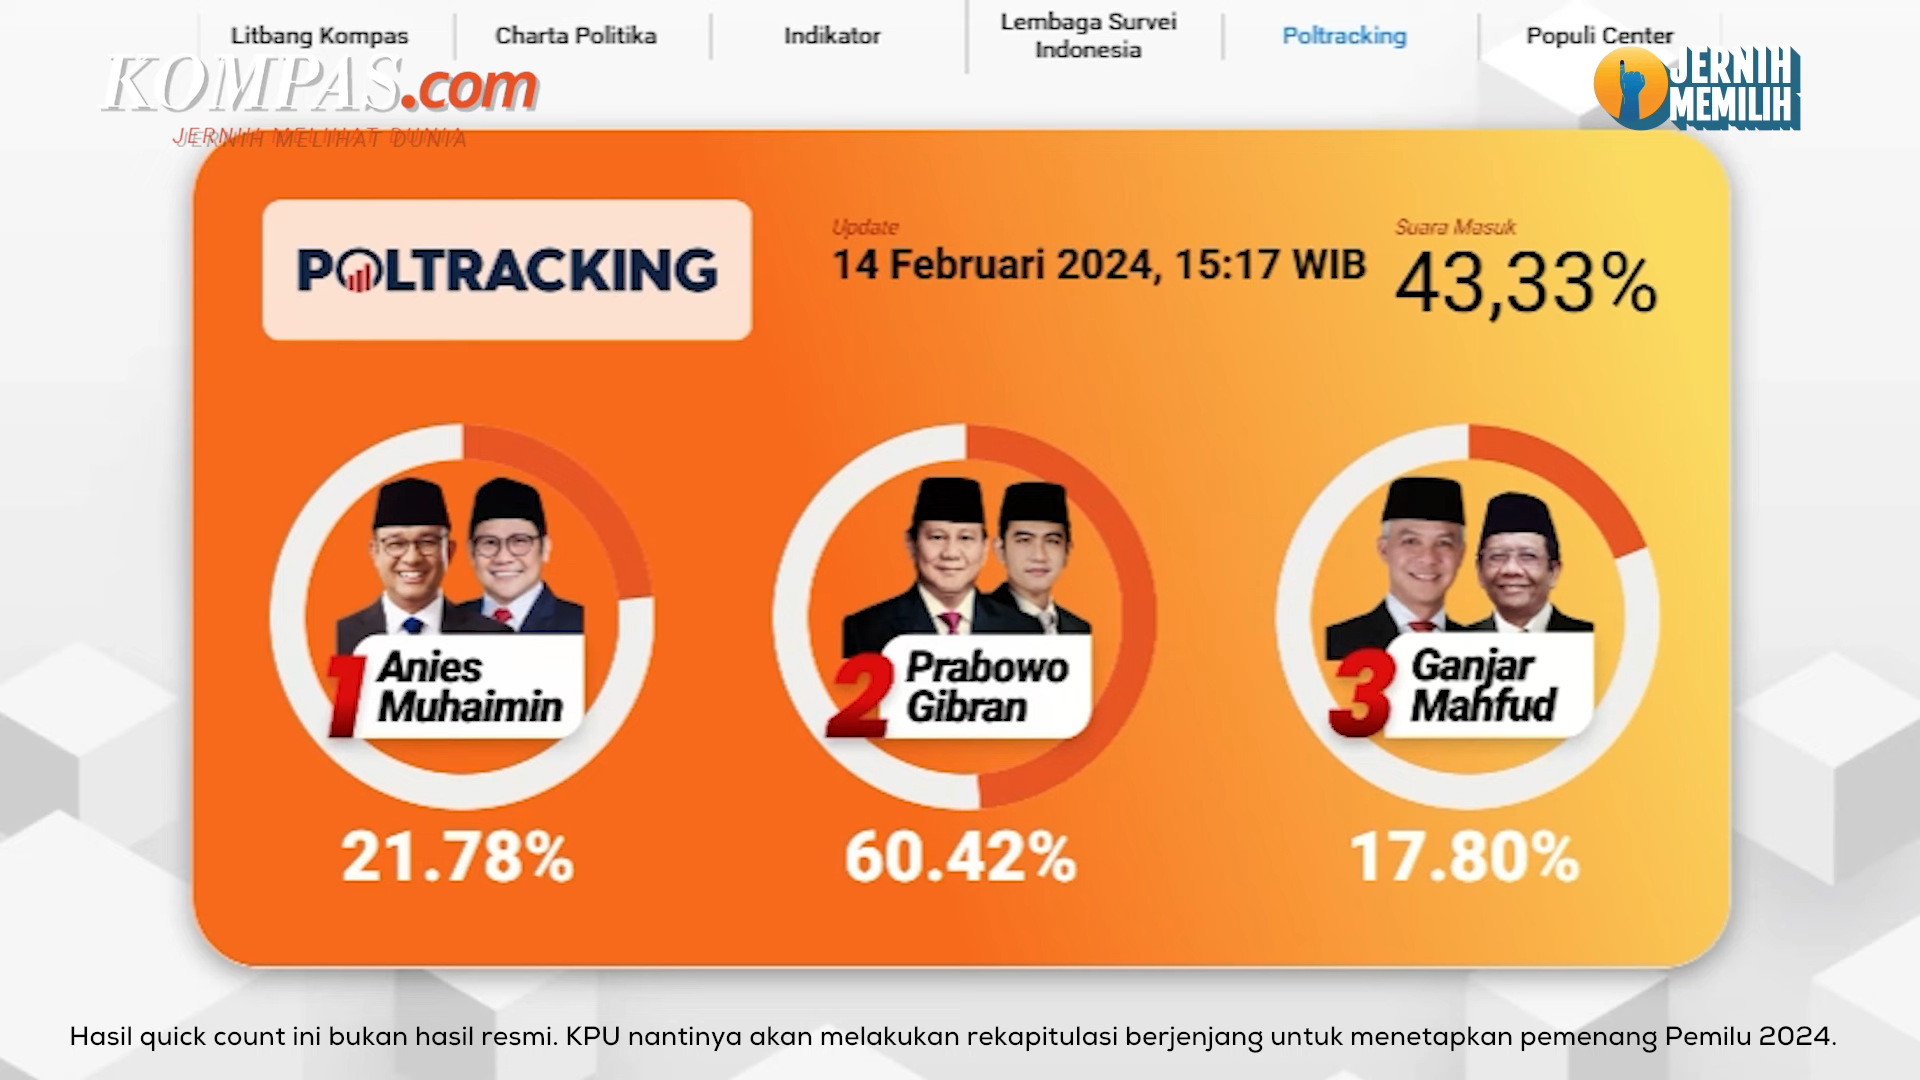 Litbang Kompas
Charta Politika
Indikator
Lembaga Survei
Indonesia
Poltracking
Populi Center
KOMPAS.com
JERNIH MELIHAT DUNIA
JERNIH
MEMILIH
POLTRACKING
Update
14 Februari 2024, 15:17 WIB
Suara Masuk
43,33%
1 Anies
Muhaimin
21.78%
2 Prabowo
Gibran
60.42%
3 Ganjar
Mahfud
17.80%
Hasil quick count ini bukan hasil resmi. KPU nantinya akan melakukan rekapitulasi berjenjang untuk menetapkan pemenang Pemilu 2024.